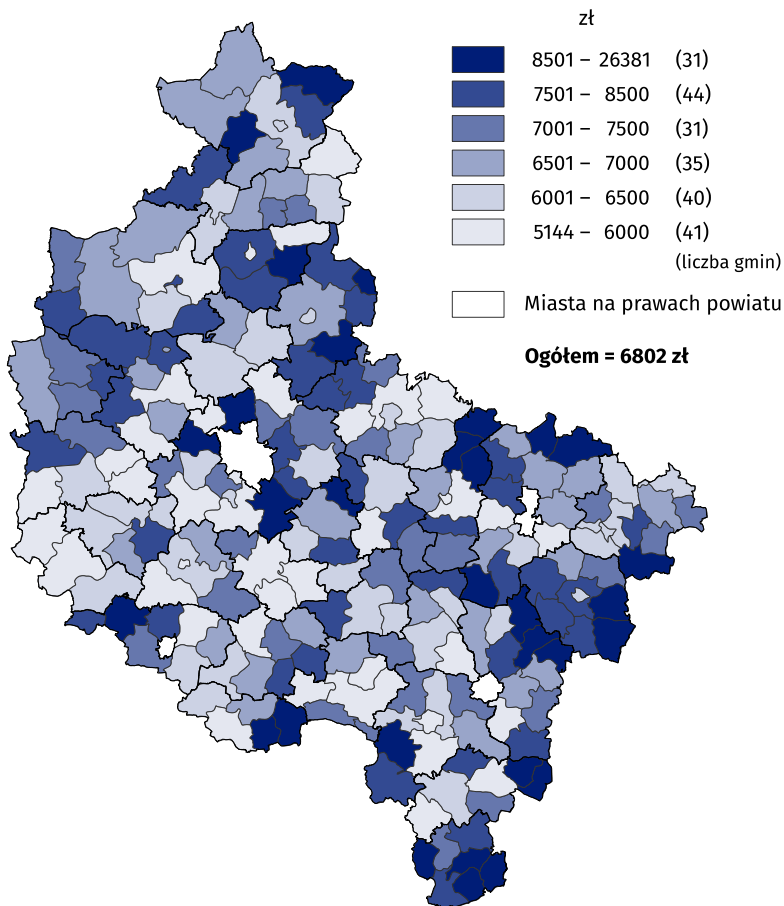 zł
8501 – 26381 (31)
7501 – 8500 (44)
7001 – 7500 (31)
6501 – 7000 (35)
6001 – 6500 (40)
5144 – 6000 (41)
(liczba gmin)
Miasta na prawach powiatu
Ogółem = 6802 zł